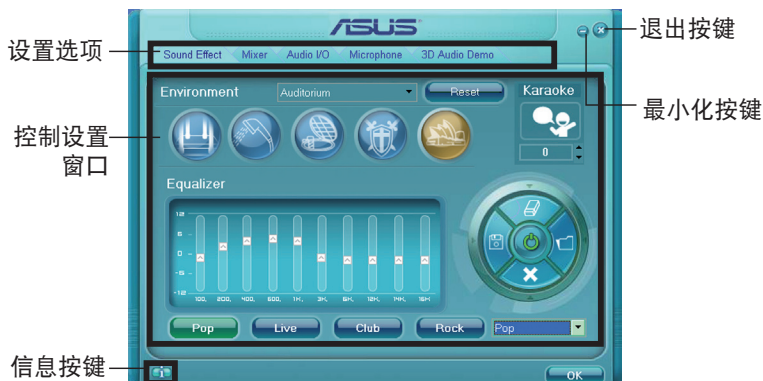 ASUS
设置选项
退出按键
Sound Effect Mixer Audio I/O Microphone 3D Audio Demo
最小化按键
Environment Auditorium Reset Karaoke
控制设置
窗口
0
Equalizer
12
6
0
-6
-12
100, 200, 400, 600, 1K, 3K, 6K, 12K, 14K, 16K
Pop Live Club Rock Pop
信息按键
i
OK